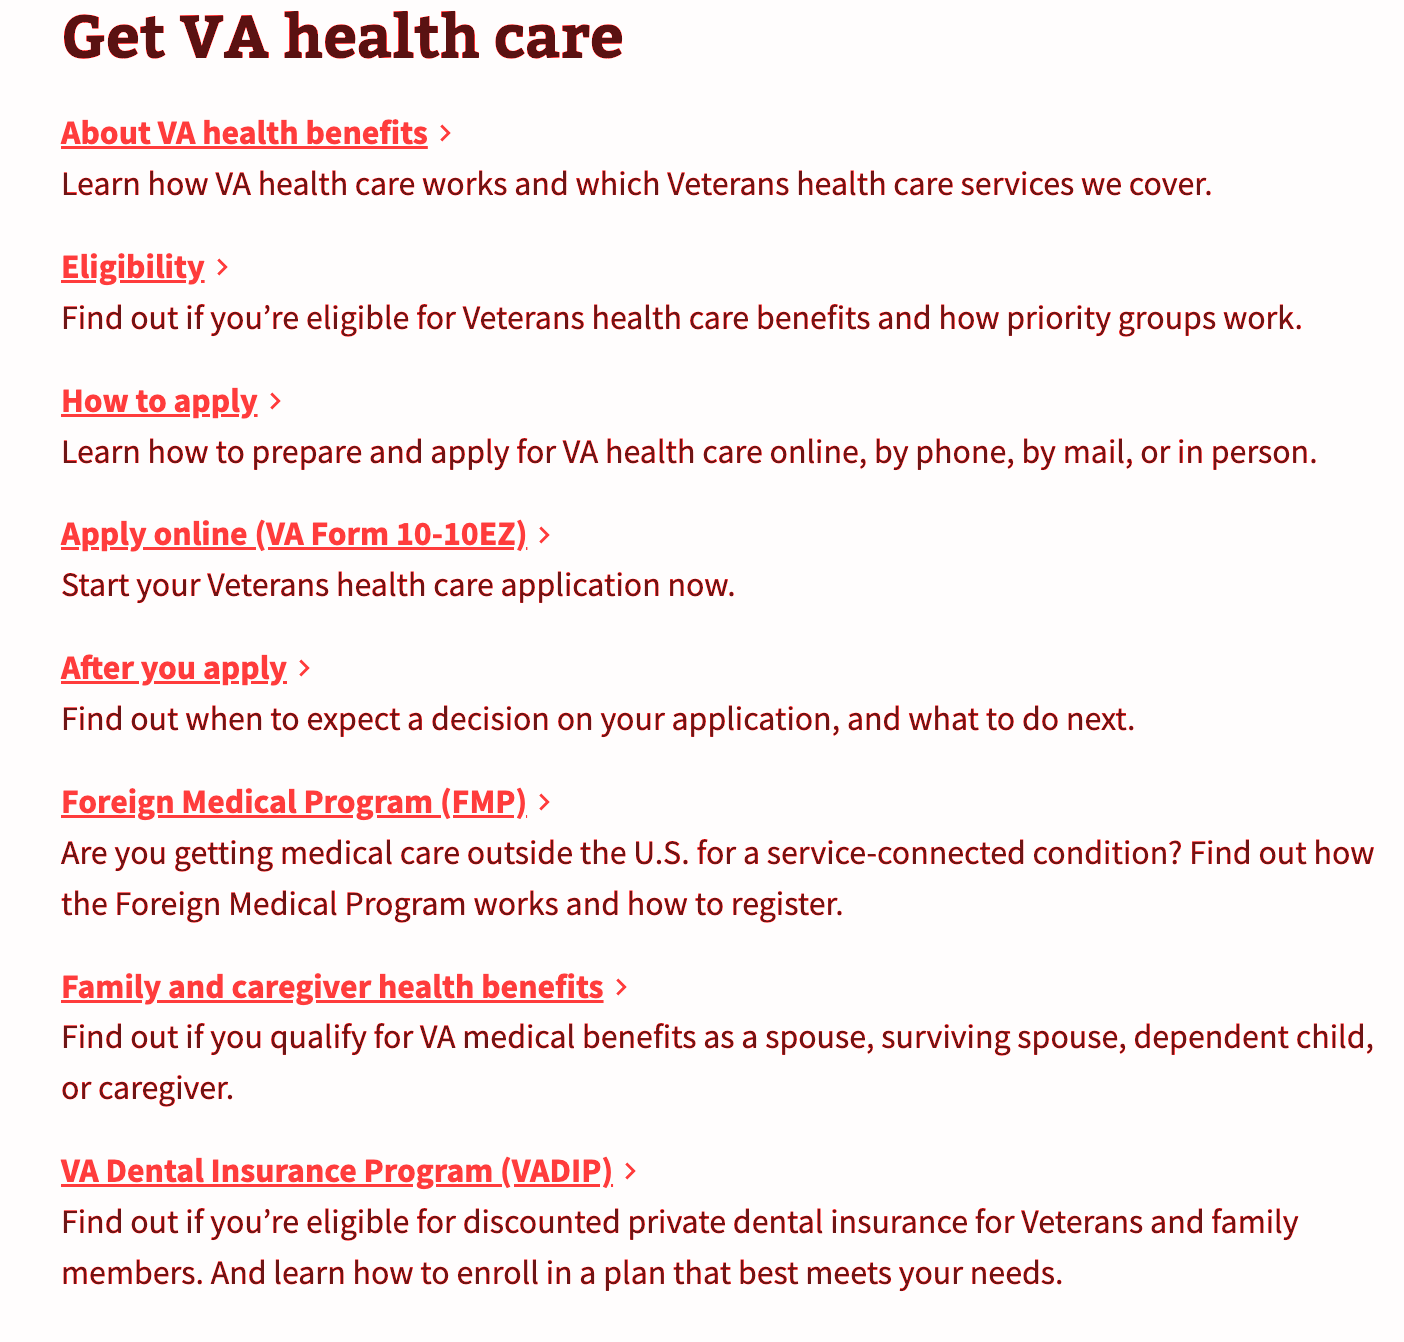 Get VA health care
About VA health benefits
Learn how VA health care works and which Veterans health care services we cover.
Eligibility
Find out if you’re eligible for Veterans health care benefits and how priority groups work.
How to apply
Learn how to prepare and apply for VA health care online, by phone, by mail, or in person.
Apply online (VA Form 10-10EZ)
Start your Veterans health care application now.
After you apply
Find out when to expect a decision on your application, and what to do next.
Foreign Medical Program (FMP)
Are you getting medical care outside the U.S. for a service-connected condition? Find out how
the Foreign Medical Program works and how to register.
Family and caregiver health benefits
Find out if you qualify for VA medical benefits as a spouse, surviving spouse, dependent child,
or caregiver.
VA Dental Insurance Program (VADIP)
Find out if you’re eligible for discounted private dental insurance for Veterans and family
members. And learn how to enroll in a plan that best meets your needs.